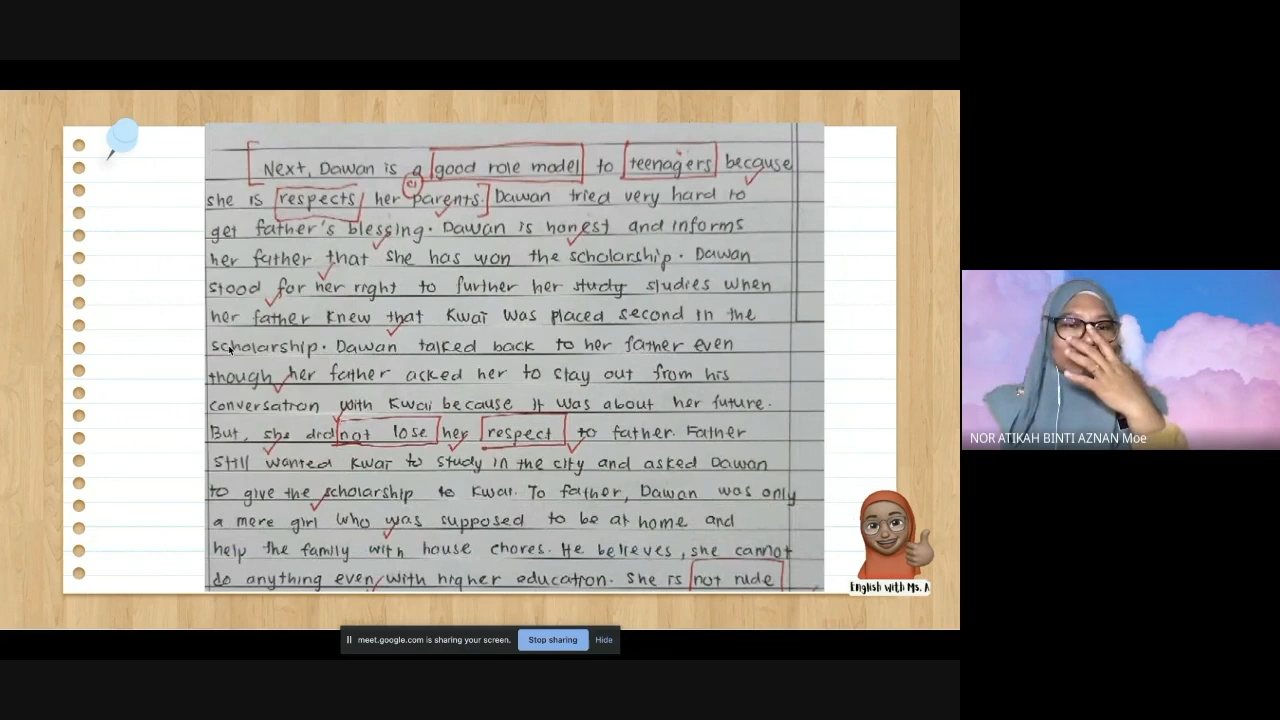 Next, Dawan is a good role model to teenagers because
she is respects her parents. Dawan tried very hard to
get father's blessing. Dawan is honest and informs
her father that she has won the scholarship. Dawan
stood for her right to further her study studies when
her father knew that Kwai was placed second in the
scholarship. Dawan talked back to her father even
though her father asked her to stay out from his
conversation with Kwai because it was about her future.
But, she did not lose her respect to father. Father
still wanted Kwai to study in the city and asked Dawan
to give the scholarship to Kwai. To father, Dawan was only
a mere girl who was supposed to be at home and
help the family with house chores. He believes, she cannot
do anything even with higher education. She is not rude
English with Ms. A
NOR ATIKAH BINTI AZNAN Moe
meet.google.com is sharing your screen.
Stop sharing
Hide